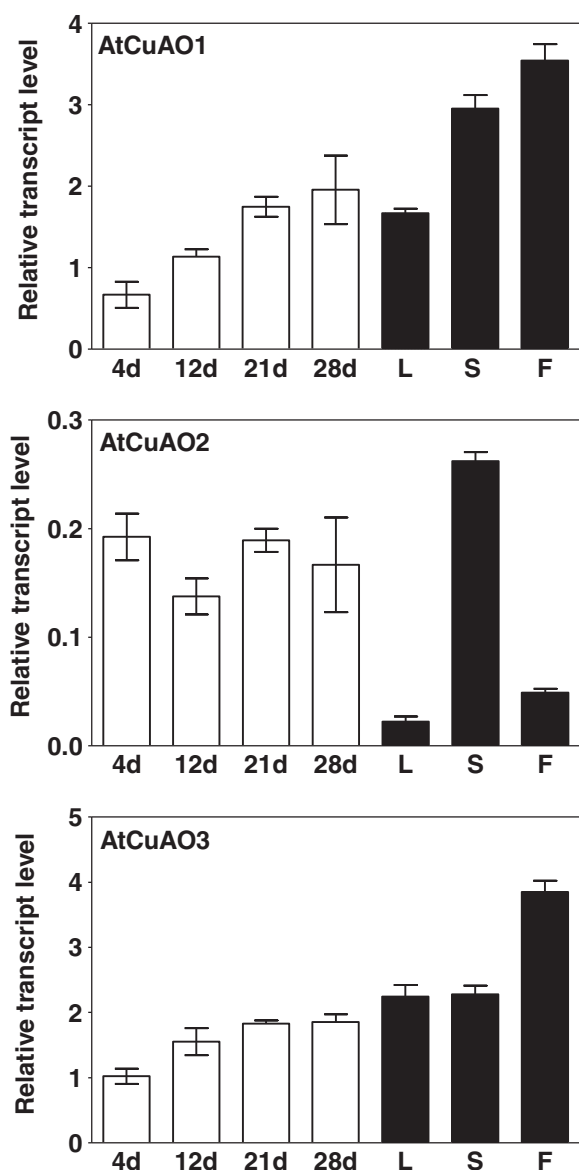 AtCuAO1
Relative transcript level
4
3
2
1
0
4d 12d 21d 28d L S F
AtCuAO2
Relative transcript level
0.3
0.2
0.1
0.0
4d 12d 21d 28d L S F
AtCuAO3
Relative transcript level
5
4
3
2
1
0
4d 12d 21d 28d L S F